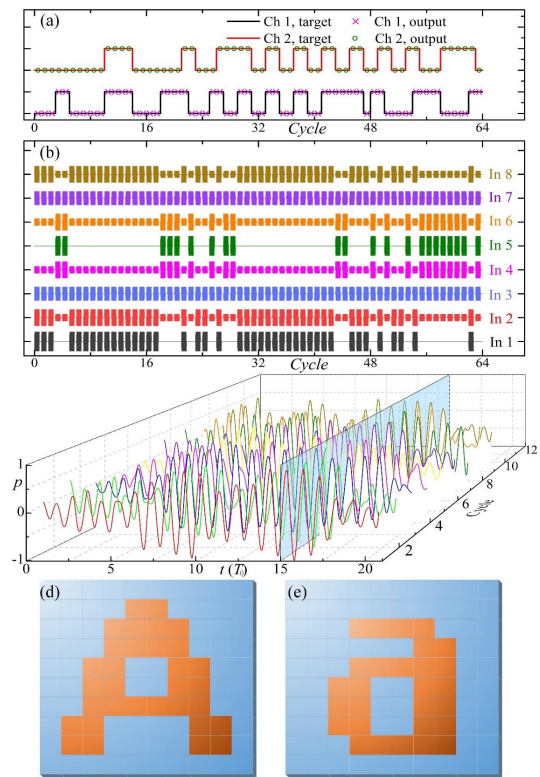 (a)
Ch 1, target
Ch 1, output
Ch 2, target
Ch 2, output
0
16
32
48
64
Cycle
(b)
In 8
In 7
In 6
In 5
In 4
In 3
In 2
In 1
0
16
32
48
64
Cycle
1
p
0
-1
0
5
10
15
20
t (T₀)
2
4
6
8
10
12
Cycle
(d)
(e)